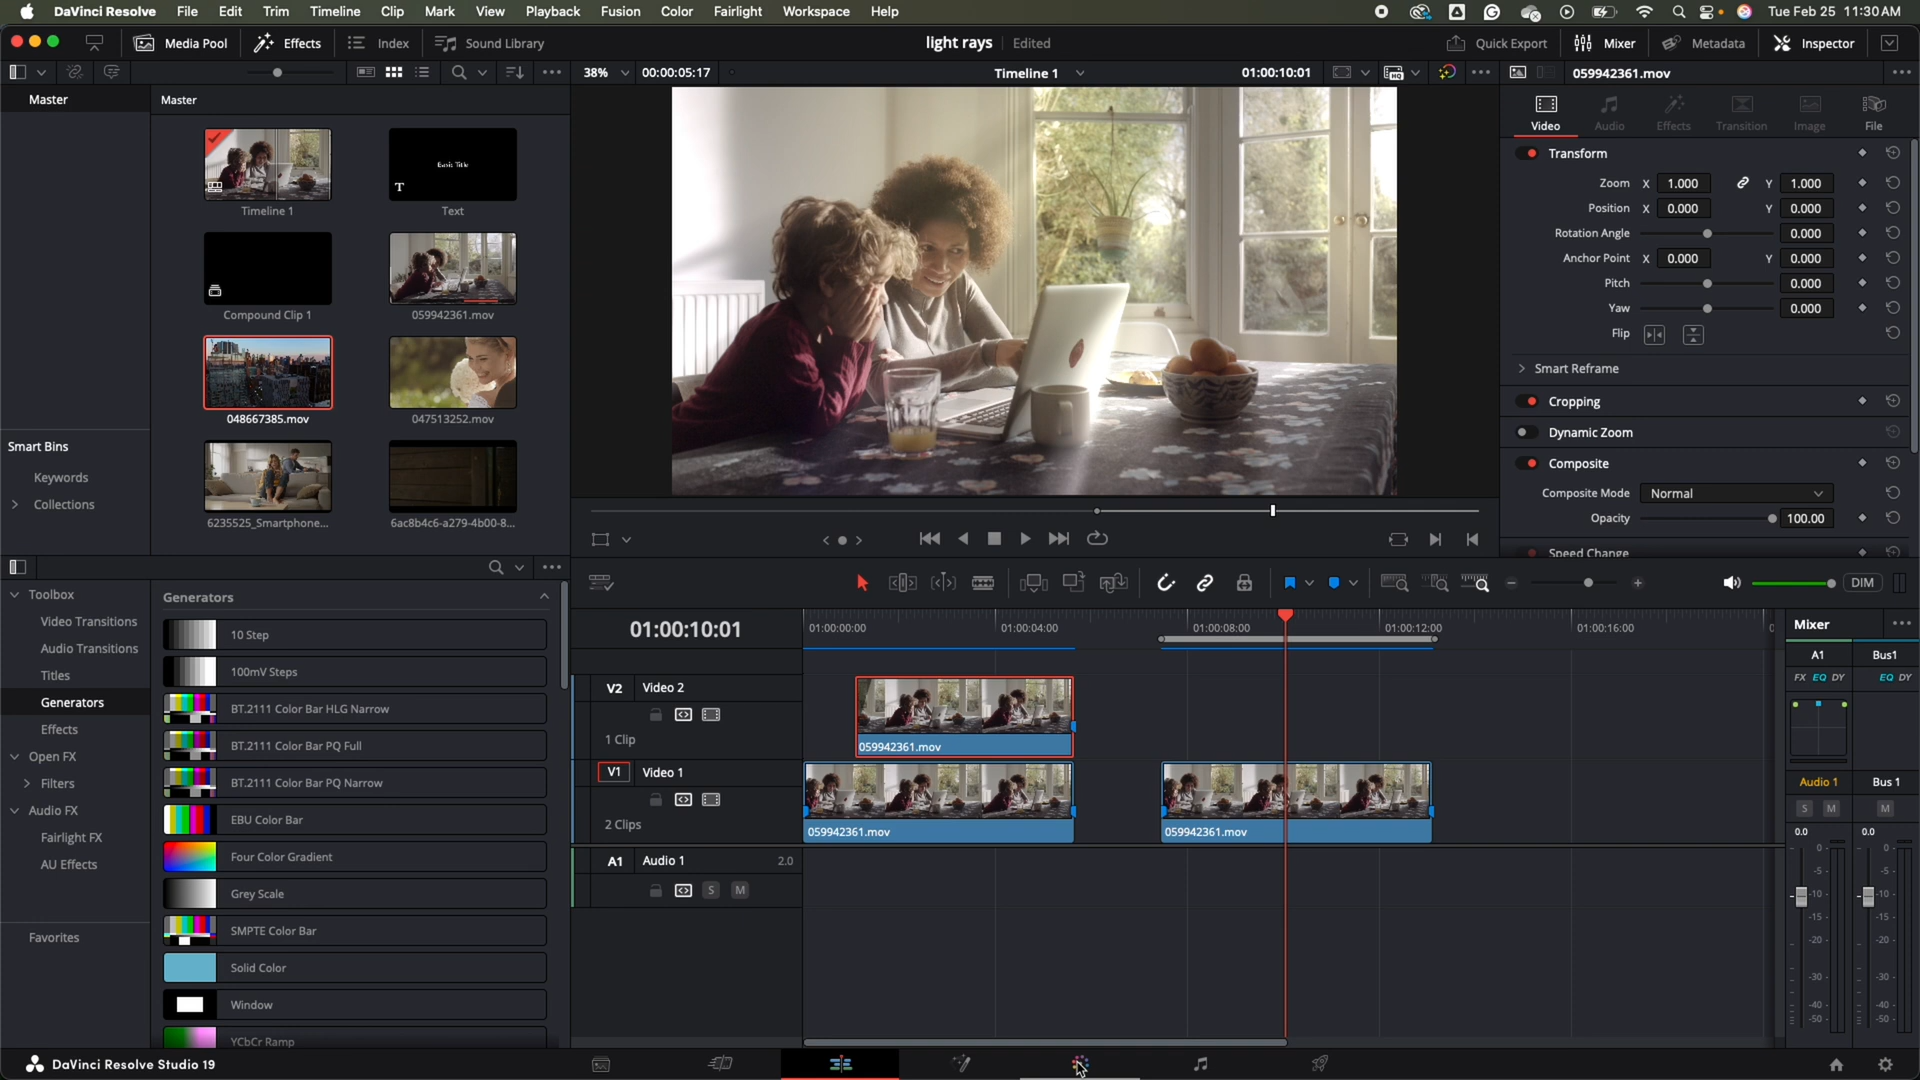 DaVinci Resolve File Edit Trim Timeline Clip Mark View Playback Fusion Color Fairlight Workspace Help Tue Feb 25 11:30 AM
Media Pool Effects Index Sound Library light rays Edited Quick Export Mixer Metadata Inspector
38% 00:00:05:17 Timeline 1 01:00:10:01 059942361.mov
Master Master
Video Audio Effects Transition Image File
Basic Title
T
Timeline 1 Text
Compound Clip 1 059942361.mov
048667385.mov 047513252.mov
6235525_Smartphone... 6ac8b4c6-a279-4b00-8...
Smart Bins
Keywords
Collections
Transform
Zoom X 1.000 Y 1.000
Position X 0.000 Y 0.000
Rotation Angle 0.000
Anchor Point X 0.000 Y 0.000
Pitch 0.000
Yaw 0.000
Flip
Smart Reframe
Cropping
Dynamic Zoom
Composite
Composite Mode Normal
Opacity 100.00
Speed Change
Toolbox
Video Transitions
Audio Transitions
Titles
Generators
Effects
Open FX
Filters
Audio FX
Fairlight FX
AU Effects
Favorites
Generators
10 Step
100mV Steps
BT.2111 Color Bar HLG Narrow
BT.2111 Color Bar PQ Full
BT.2111 Color Bar PQ Narrow
EBU Color Bar
Four Color Gradient
Grey Scale
SMPTE Color Bar
Solid Color
Window
YCbCr Ramp
DIM
01:00:10:01 01:00:00:00 01:00:04:00 01:00:08:00 01:00:12:00 01:00:16:00
V2 Video 2
1 Clip
059942361.mov
V1 Video 1
2 Clips
059942361.mov 059942361.mov
A1 Audio 1 2.0
S M
Mixer
A1 Bus1
FX EQ DY EQ DY
Audio 1 Bus 1
S M M
0.0 0.0
0 0
-5 -5
-10 -10
-15 -15
-20 -20
-30 -30
-40 -40
-50 -50
DaVinci Resolve Studio 19